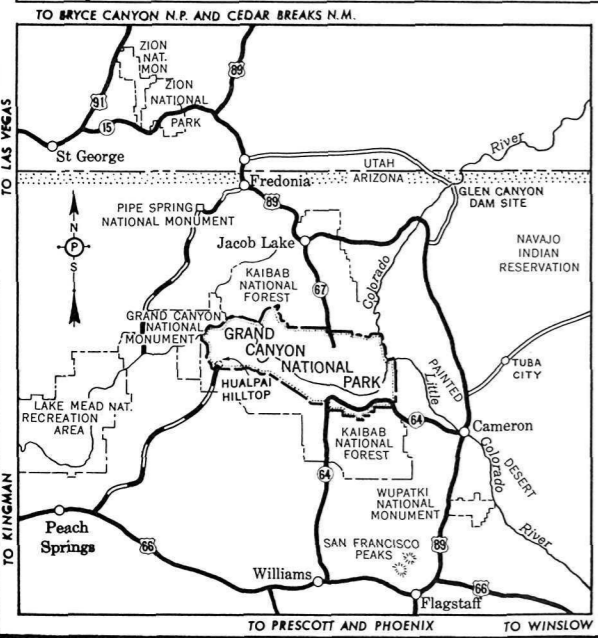 TO BRYCE CANYON N.P. AND CEDAR BREAKS N.M.
ZION
NAT.
MON
ZION
NATIONAL
PARK
89
91
15
TO LAS VEGAS
St George
River
UTAH
ARIZONA
Fredonia
GLEN CANYON
DAM SITE
PIPE SPRING
NATIONAL MONUMENT
89
N
P
S
Jacob Lake
NAVAJO
INDIAN
RESERVATION
KAIBAB
NATIONAL
FOREST
67
Colorado
GRAND CANYON
NATIONAL
MONUMENT
GRAND
CANYON
NATIONAL
PARK
HUALPAI
HILLTOP
PAINTED
Little
TUBA
CITY
LAKE MEAD NAT.
RECREATION
AREA
64
Cameron
KAIBAB
NATIONAL
FOREST
Colorado
DESERT
64
WUPATKI
NATIONAL
MONUMENT
TO KINGMAN
Peach
Springs
66
SAN FRANCISCO
PEAKS
89
River
Williams
66
Flagstaff
TO PRESCOTT AND PHOENIX
TO WINSLOW